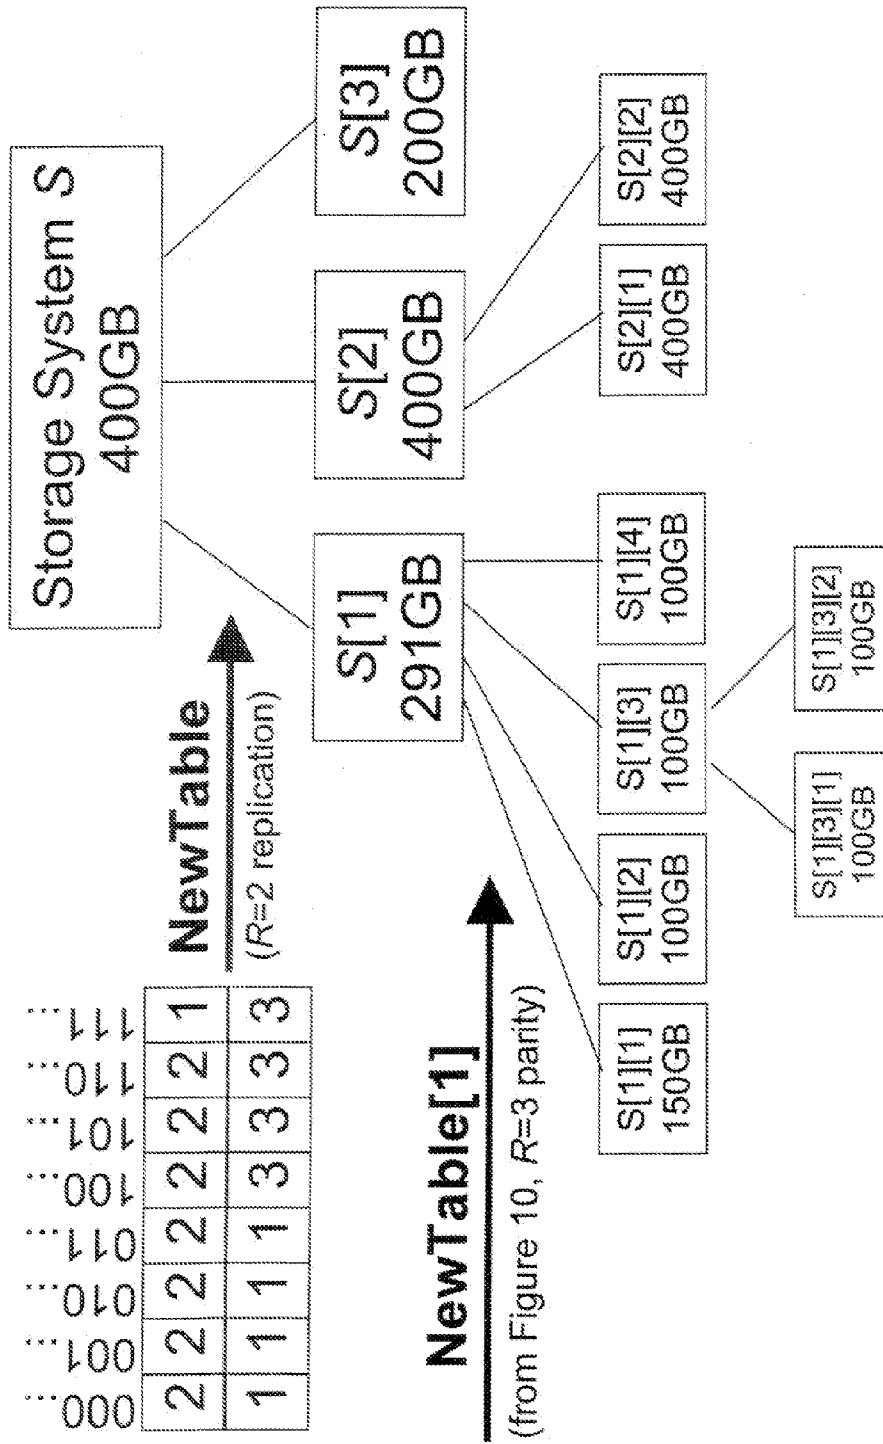 Storage System S
400GB
000... 001... 010... 011... 100... 101... 110... 111...
2 2 2 2 2 2 2 1
1 1 1 1 3 3 3 3
NewTable
(R=2 replication)
S[1]
291GB
S[2]
400GB
S[3]
200GB
NewTable[1]
(from Figure 10, R=3 parity)
S[1][1]
150GB
S[1][2]
100GB
S[1][3]
100GB
S[1][4]
100GB
S[2][1]
400GB
S[2][2]
400GB
S[1][3][1]
100GB
S[1][3][2]
100GB